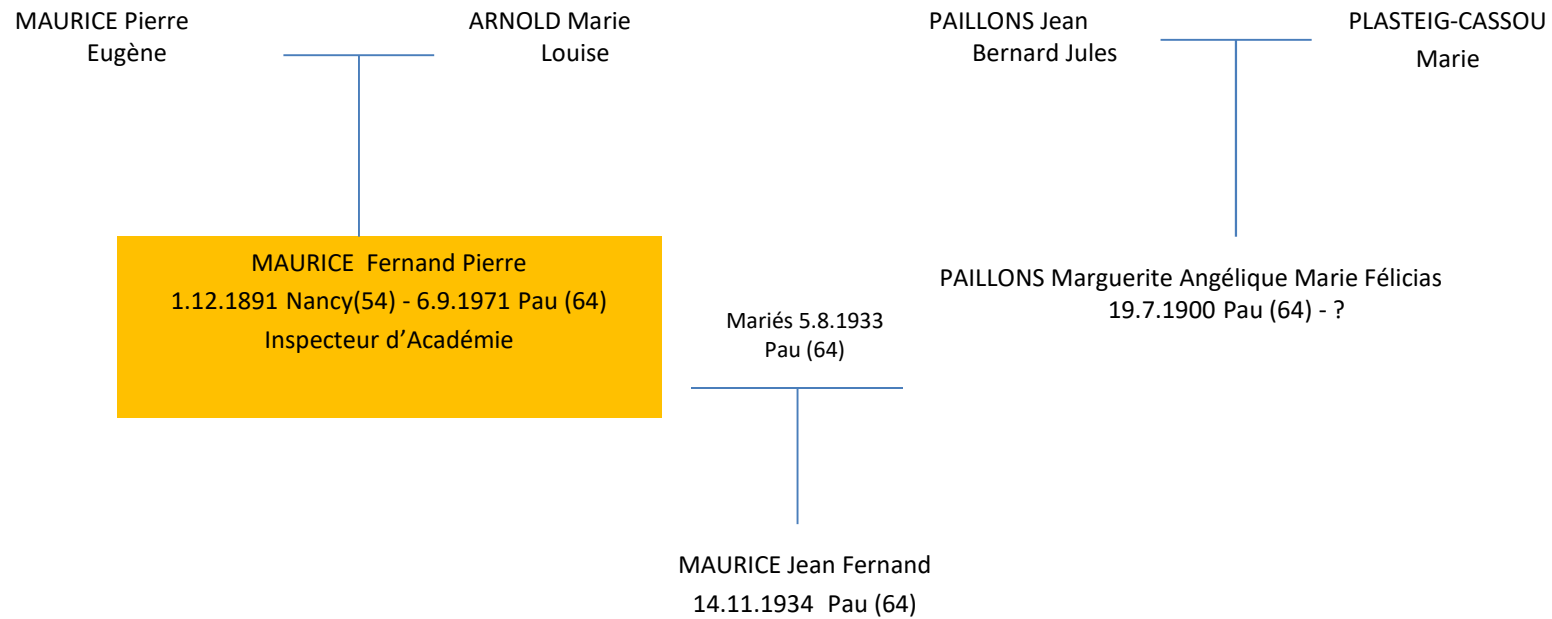 MAURICE Pierre
Eugène
ARNOLD Marie
Louise
PAILLONS Jean
Bernard Jules
PLASTEIG-CASSOU
Marie
MAURICE  Fernand Pierre
1.12.1891 Nancy(54) - 6.9.1971 Pau (64)
Inspecteur d’Académie
Mariés 5.8.1933
Pau (64)
PAILLONS Marguerite Angélique Marie Félicias
19.7.1900 Pau (64) - ?
MAURICE Jean Fernand
14.11.1934  Pau (64)